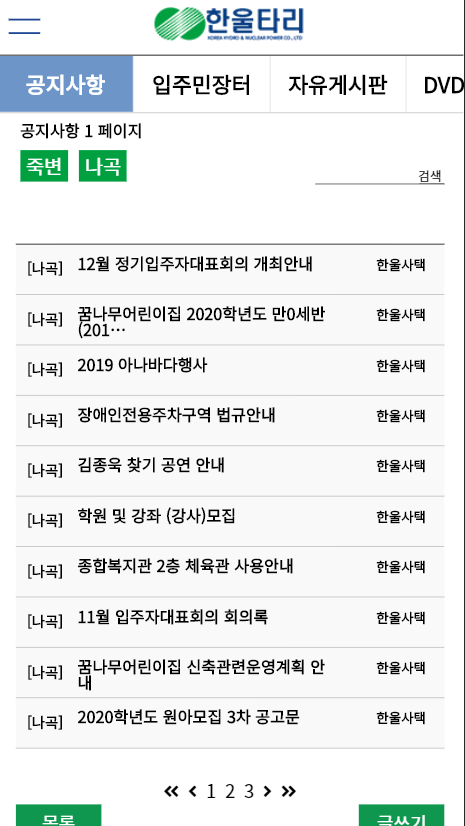 한울타리
KOREA HYDRO & NUCLEAR POWER CO., LTD
공지사항 입주민장터 자유게시판 DVD
공지사항 1 페이지
죽변 나곡
검색
[나곡] 12월 정기입주자대표회의 개최안내 한울사택
[나곡] 꿈나무어린이집 2020학년도 만0세반 한울사택
(201…
[나곡] 2019 아나바다행사 한울사택
[나곡] 장애인전용주차구역 법규안내 한울사택
[나곡] 김종욱 찾기 공연 안내 한울사택
[나곡] 학원 및 강좌 (강사)모집 한울사택
[나곡] 종합복지관 2층 체육관 사용안내 한울사택
[나곡] 11월 입주자대표회의 회의록 한울사택
[나곡] 꿈나무어린이집 신축관련운영계획 안 한울사택
내
[나곡] 2020학년도 원아모집 3차 공고문 한울사택
1 2 3
목록 글쓰기